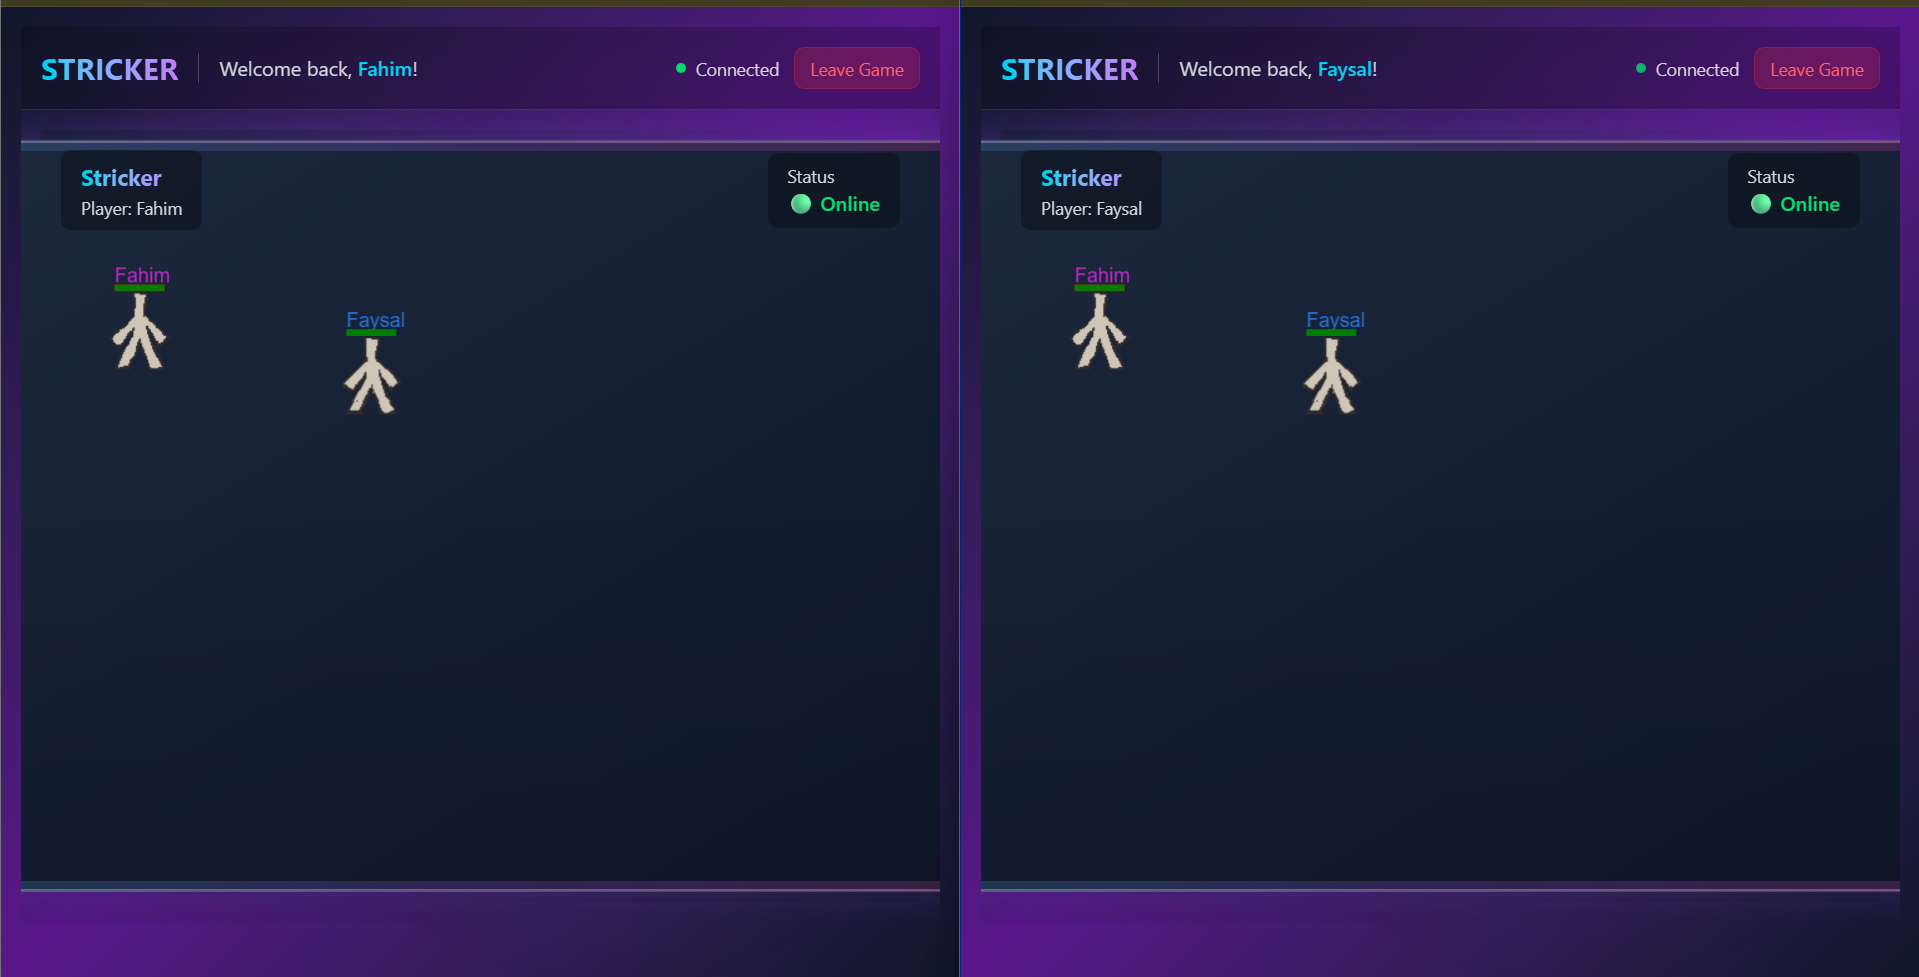 STRICKER Welcome back, Fahim! Connected Leave Game
Stricker
Player: Fahim
Status
Online
Fahim
Faysal
STRICKER Welcome back, Faysal! Connected Leave Game
Stricker
Player: Faysal
Status
Online
Fahim
Faysal